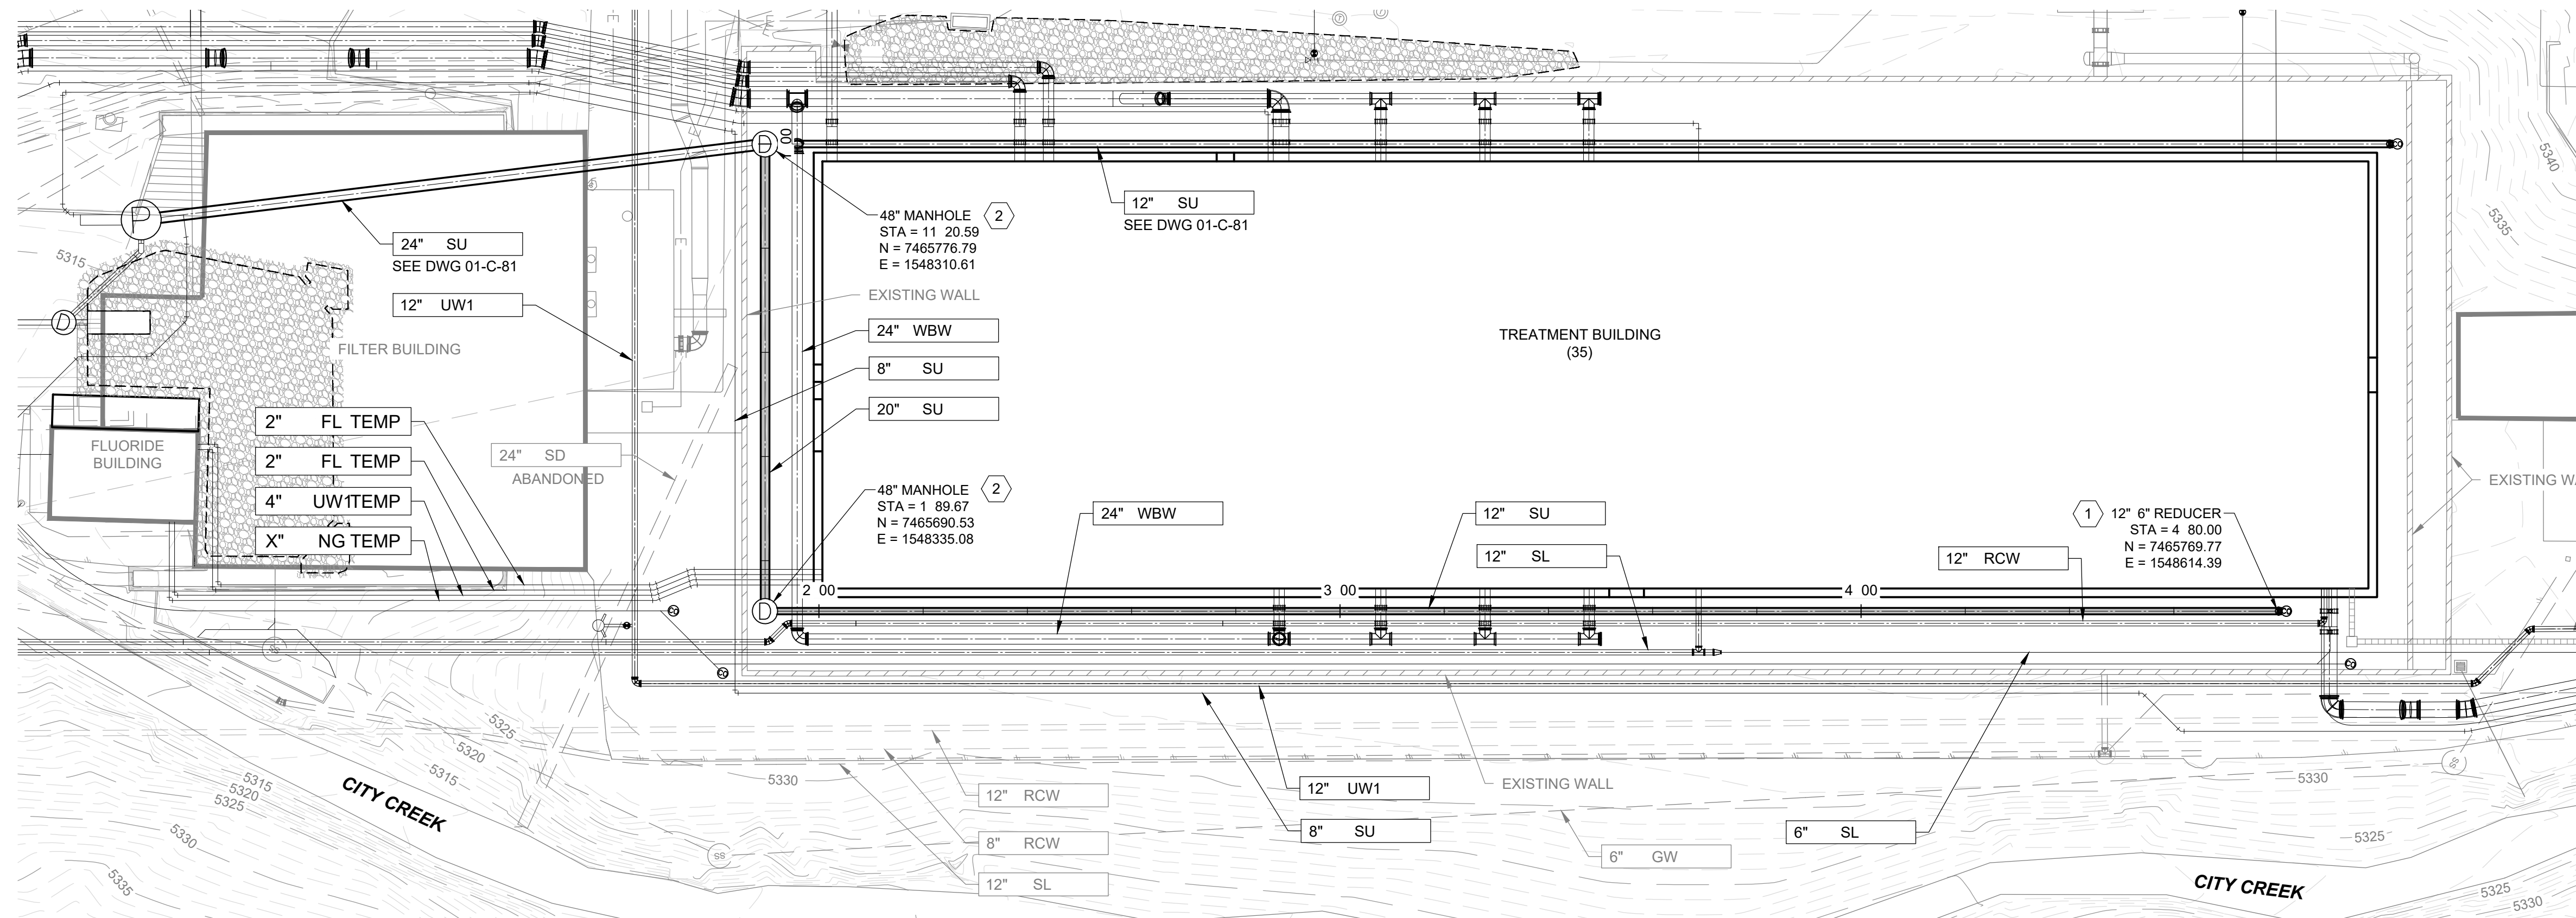 5315
24" SU
SEE DWG 01-C-81
12" UW1
FILTER BUILDING
FLUORIDE
BUILDING
2" FL TEMP
2" FL TEMP
4" UW1TEMP
X" NG TEMP
24" SD
ABANDONED
P
D
D
D
00
48" MANHOLE 2
STA = 11 20.59
N = 7465776.79
E = 1548310.61
EXISTING WALL
24" WBW
8" SU
20" SU
48" MANHOLE 2
STA = 1 89.67
N = 7465690.53
E = 1548335.08
12" SU
SEE DWG 01-C-81
TREATMENT BUILDING
(35)
24" WBW
12" SU
12" SL
12" RCW
1 12" 6" REDUCER
STA = 4 80.00
N = 7465769.77
E = 1548614.39
2 00
3 00
4 00
5340
5335
EXISTING WA
SS
5325
5320
5315
5315
5320
5325
5330
5335
CITY CREEK
5330
SS
12" RCW
8" RCW
12" SL
12" UW1
8" SU
EXISTING WALL
6" GW
6" SL
5330
SS
5325
CITY CREEK
5325
5330